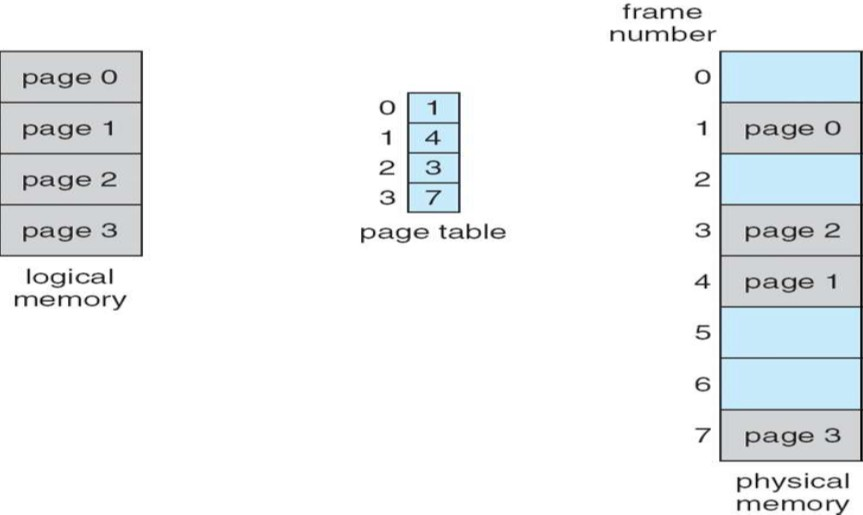 page 0
page 1
page 2
page 3
logical
memory
0 1
1 4
2 3
3 7
page table
frame
number
0
1 page 0
2
3 page 2
4 page 1
5
6
7 page 3
physical
memory